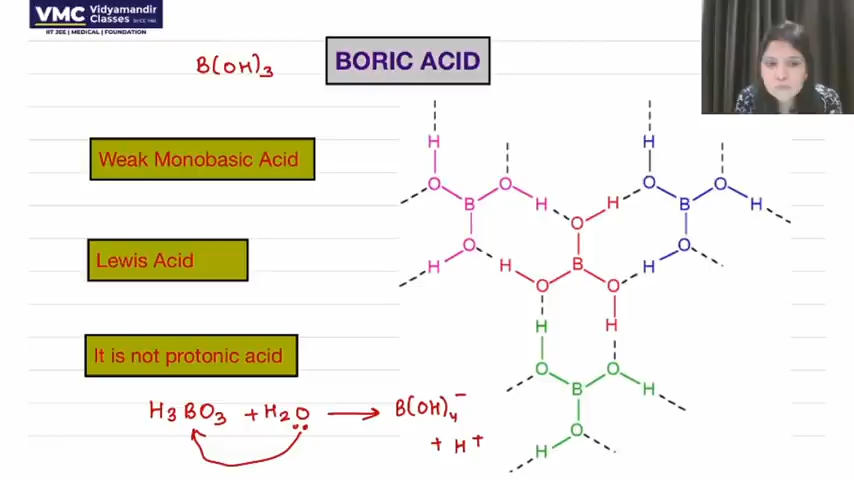 VMC Vidyamandir Classes SINCE 1986
IIT JEE | MEDICAL | FOUNDATION
B(OH)3
BORIC ACID
Weak Monobasic Acid
Lewis Acid
It is not protonic acid
H3BO3 + H2O → B(OH)4⁻
+ H+
H H
O O O O
B H H B H
O O O
H H B H
O O
H H
O O
B H
O
H